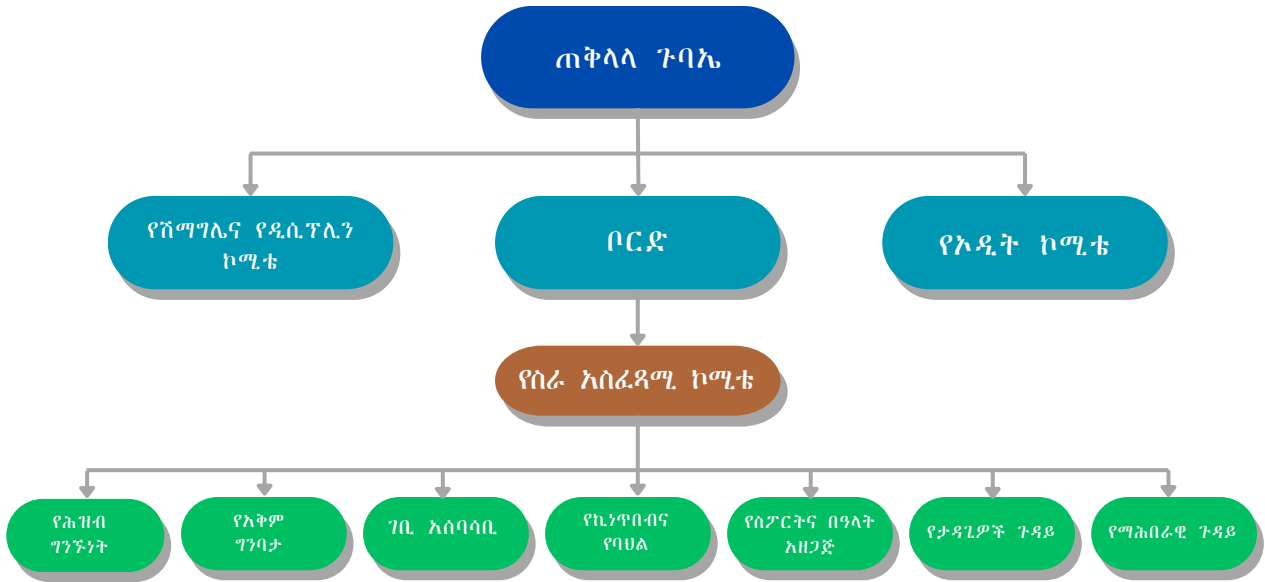 ጠቅላላ ጉባኤ
የሽማግሌና የዲሲፕሊን
ኮሚቴ
ቦርድ
የኦዲት ኮሚቴ
የስራ አስፈጻሚ ኮሚቴ
የሕዝብ
ግንኙነት
የአቅም
ግንባታ
ገቢ አሰባሳቢ
የኪነጥበብና
የባህል
የስፖርትና በዓላት
አዘጋጅ
የታዳጊዎች ጉዳይ
የማሕበራዊ ጉዳይ